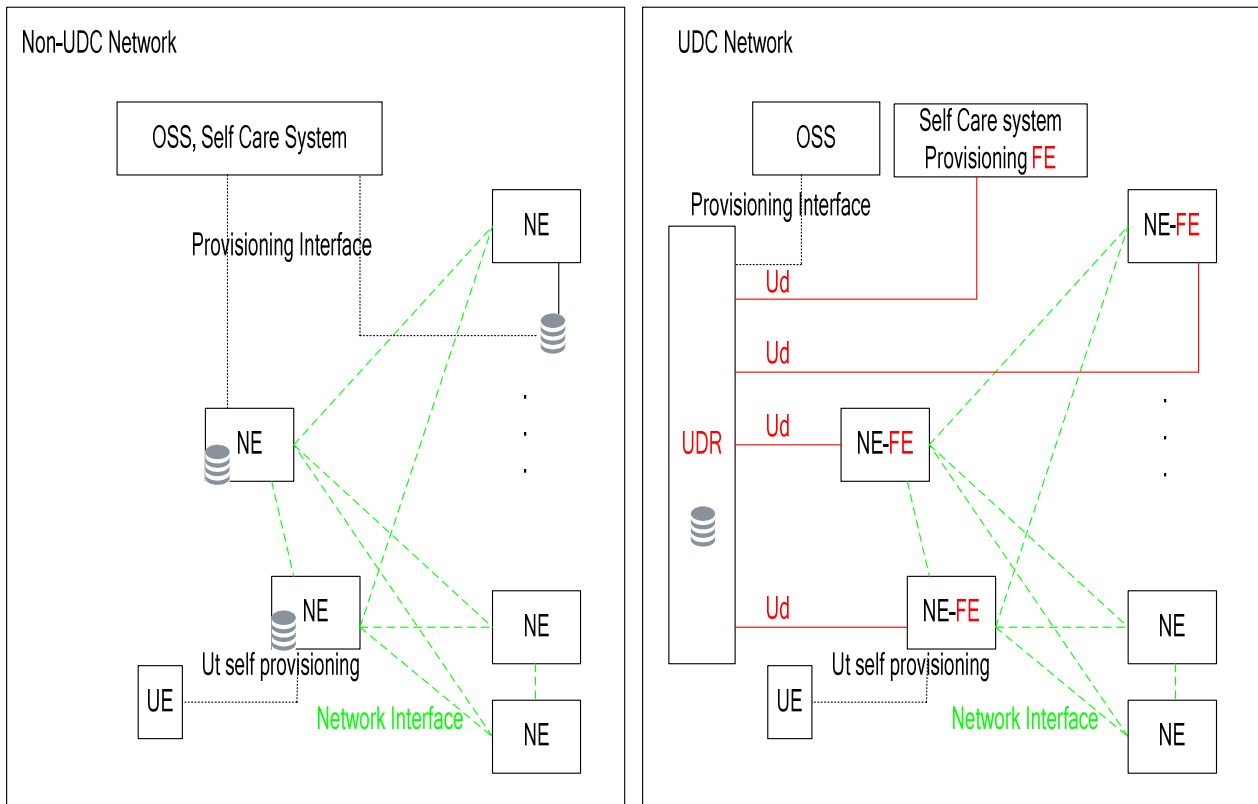 Non-UDC Network
OSS, Self Care System
Provisioning Interface
NE
NE
NE
Ut self provisioning
UE
Network Interface
NE
NE
UDC Network
OSS
Self Care system
Provisioning FE
Provisioning Interface
NE-FE
Ud
Ud
Ud
UDR
NE-FE
Ud
NE-FE
Ut self provisioning
UE
Network Interface
NE
NE